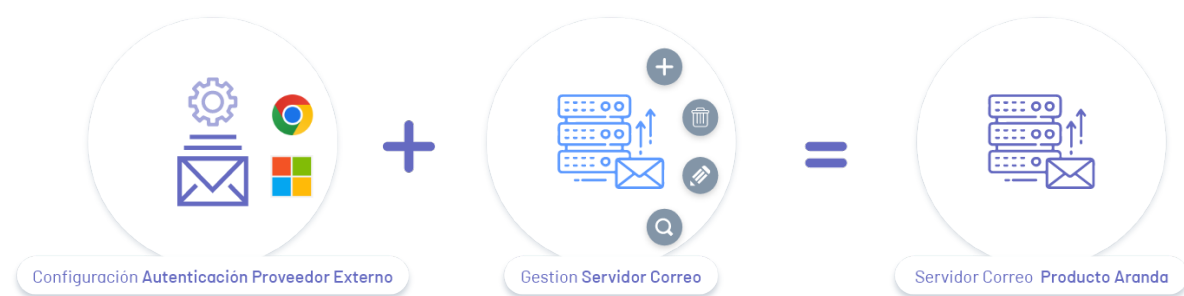 Configuración Autenticación Proveedor Externo
Gestion Servidor Correo
Servidor Correo Producto Aranda